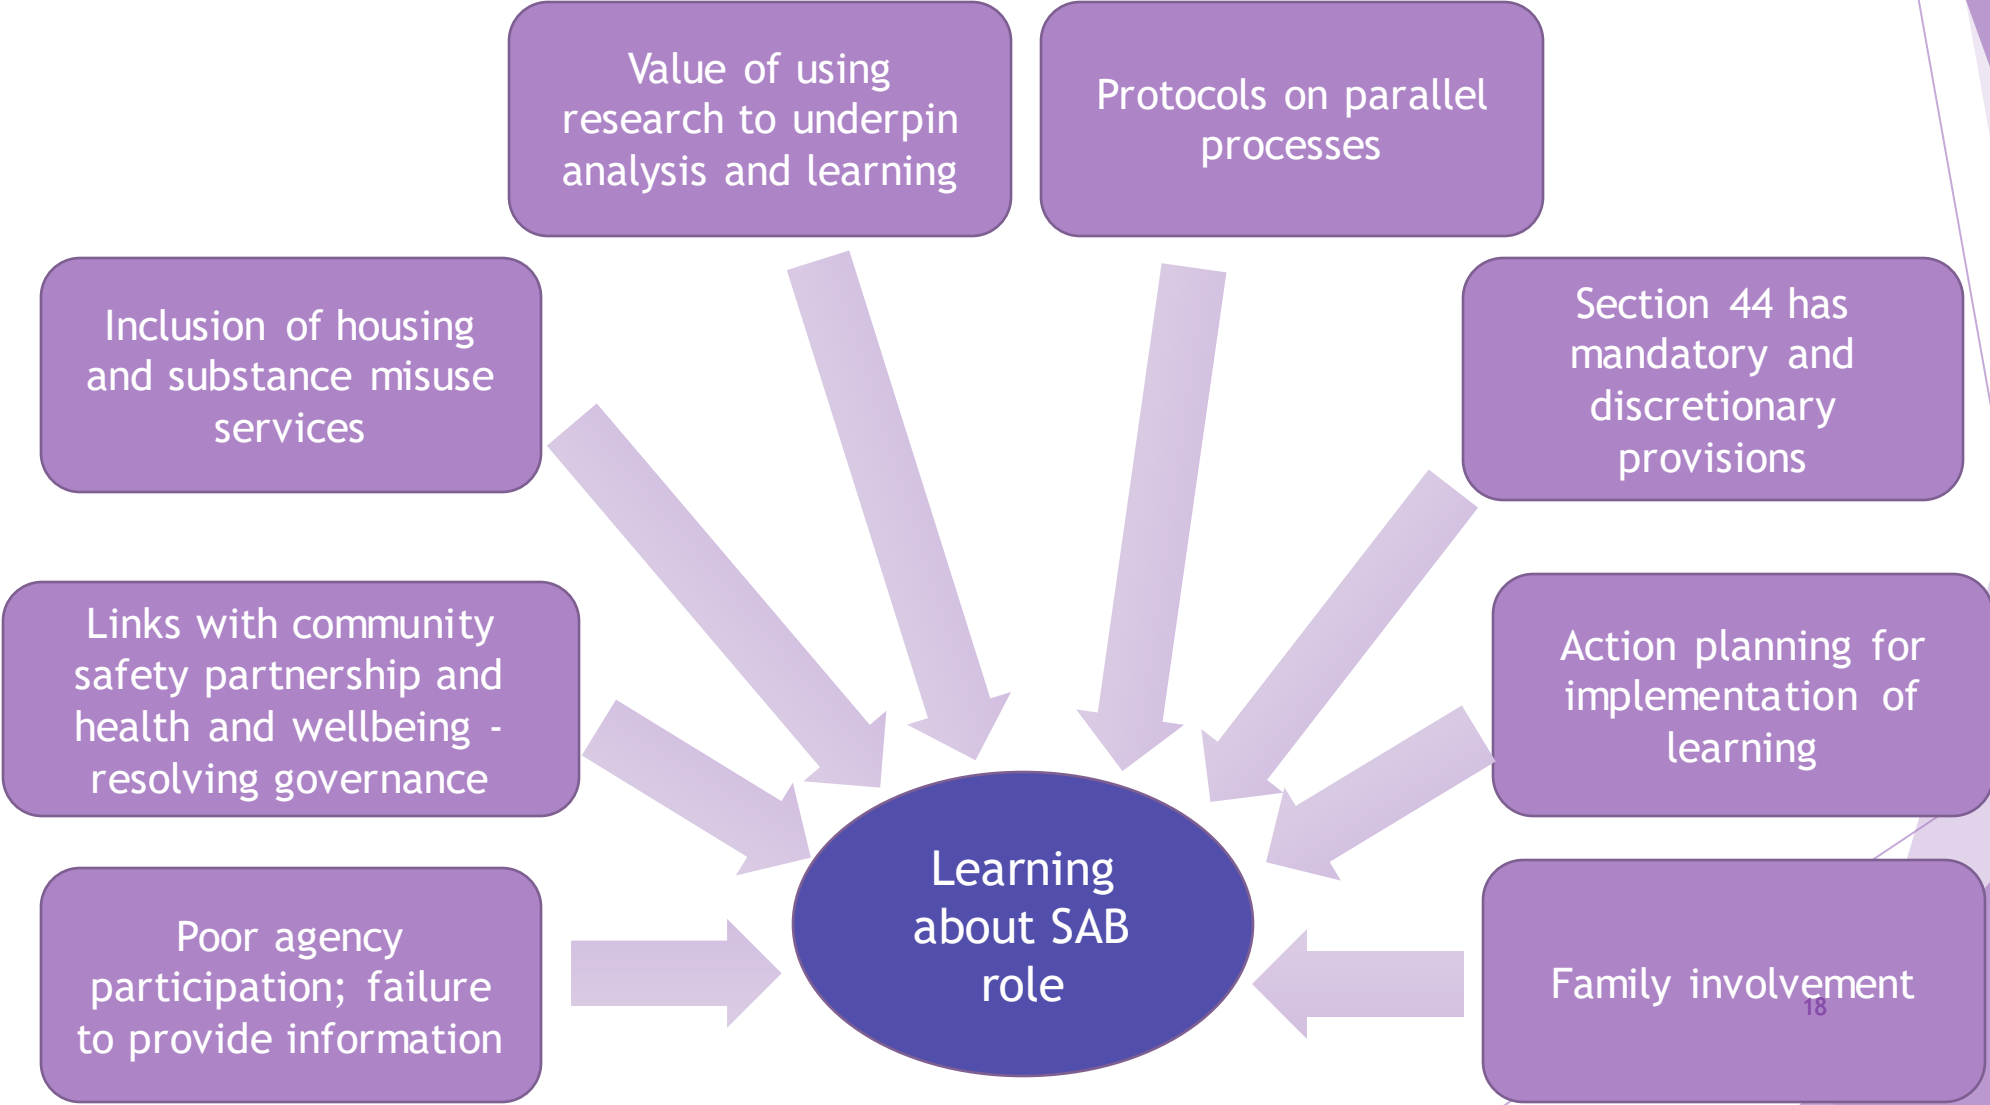 Value of using
research to underpin
analysis and learning
Protocols on parallel
processes
Inclusion of housing
and substance misuse
services
Section 44 has
mandatory and
discretionary
provisions
Links with community
safety partnership and
health and wellbeing -
resolving governance
Action planning for
implementation of
learning
Poor agency
participation; failure
to provide information
Learning
about SAB
role
Family involvement
18